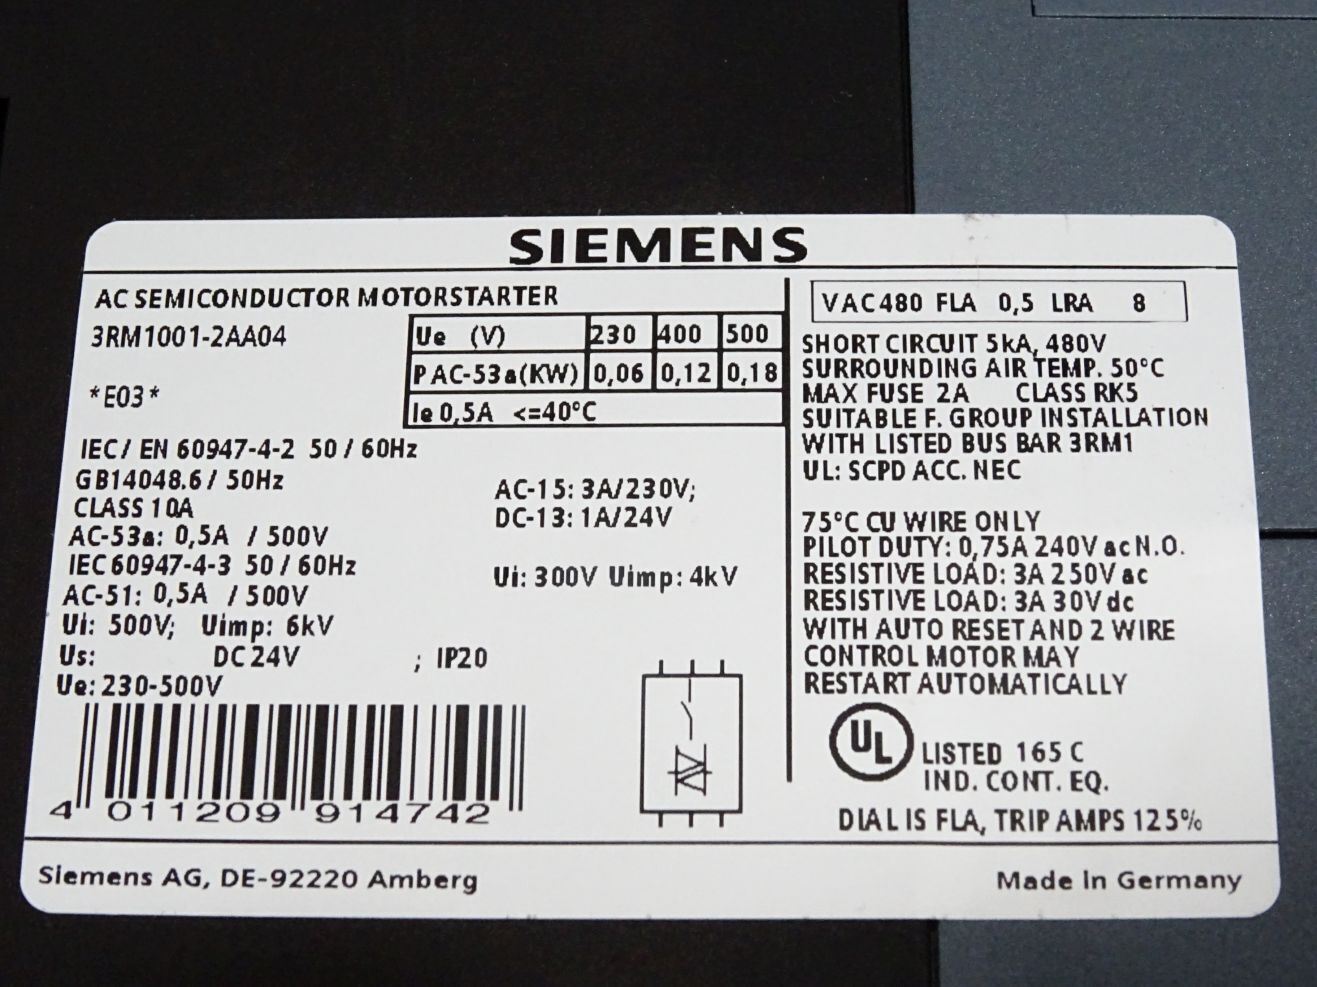 SIEMENS
AC SEMICONDUCTOR MOTORSTARTER
3RM1001-2AA04
*E03*
Ue (V) 230 400 500
P AC-53a(KW) 0,06 0,12 0,18
Ie 0,5A <=40°C
IEC/ EN 60947-4-2 50 / 60Hz
GB14048.6 / 50Hz
CLASS 10A
AC-53a: 0,5A / 500V
IEC 60947-4-3 50 / 60Hz
AC-51: 0,5A / 500V
Ui: 500V; Uimp: 6kV
Us: DC 24V ; IP20
Ue: 230-500V
AC-15: 3A/230V;
DC-13: 1A/24V
Ui: 300V Uimp: 4kV
4 011209 914742
VAC 480 FLA 0,5 LRA 8
SHORT CIRCUIT 5kA, 480V
SURROUNDING AIR TEMP. 50°C
MAX FUSE 2A CLASS RK5
SUITABLE F. GROUP INSTALLATION
WITH LISTED BUS BAR 3RM1
UL: SCPD ACC. NEC
75°C CU WIRE ONLY
PILOT DUTY: 0,75A 240V ac N.O.
RESISTIVE LOAD: 3A 250V ac
RESISTIVE LOAD: 3A 30V dc
WITH AUTO RESET AND 2 WIRE
CONTROL MOTOR MAY
RESTART AUTOMATICALLY
UL LISTED 165 C
IND. CONT. EQ.
DIAL IS FLA, TRIP AMPS 125%
Siemens AG, DE-92220 Amberg
Made in Germany